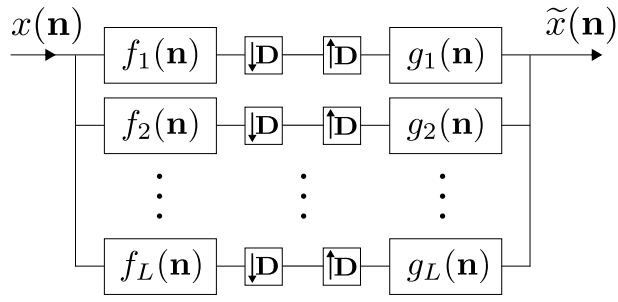 x(n) x̃(n)
f₁(n) ↓D ↑D g₁(n)
f₂(n) ↓D ↑D g₂(n)
⋮ ⋮ ⋮
f_L(n) ↓D ↑D g_L(n)